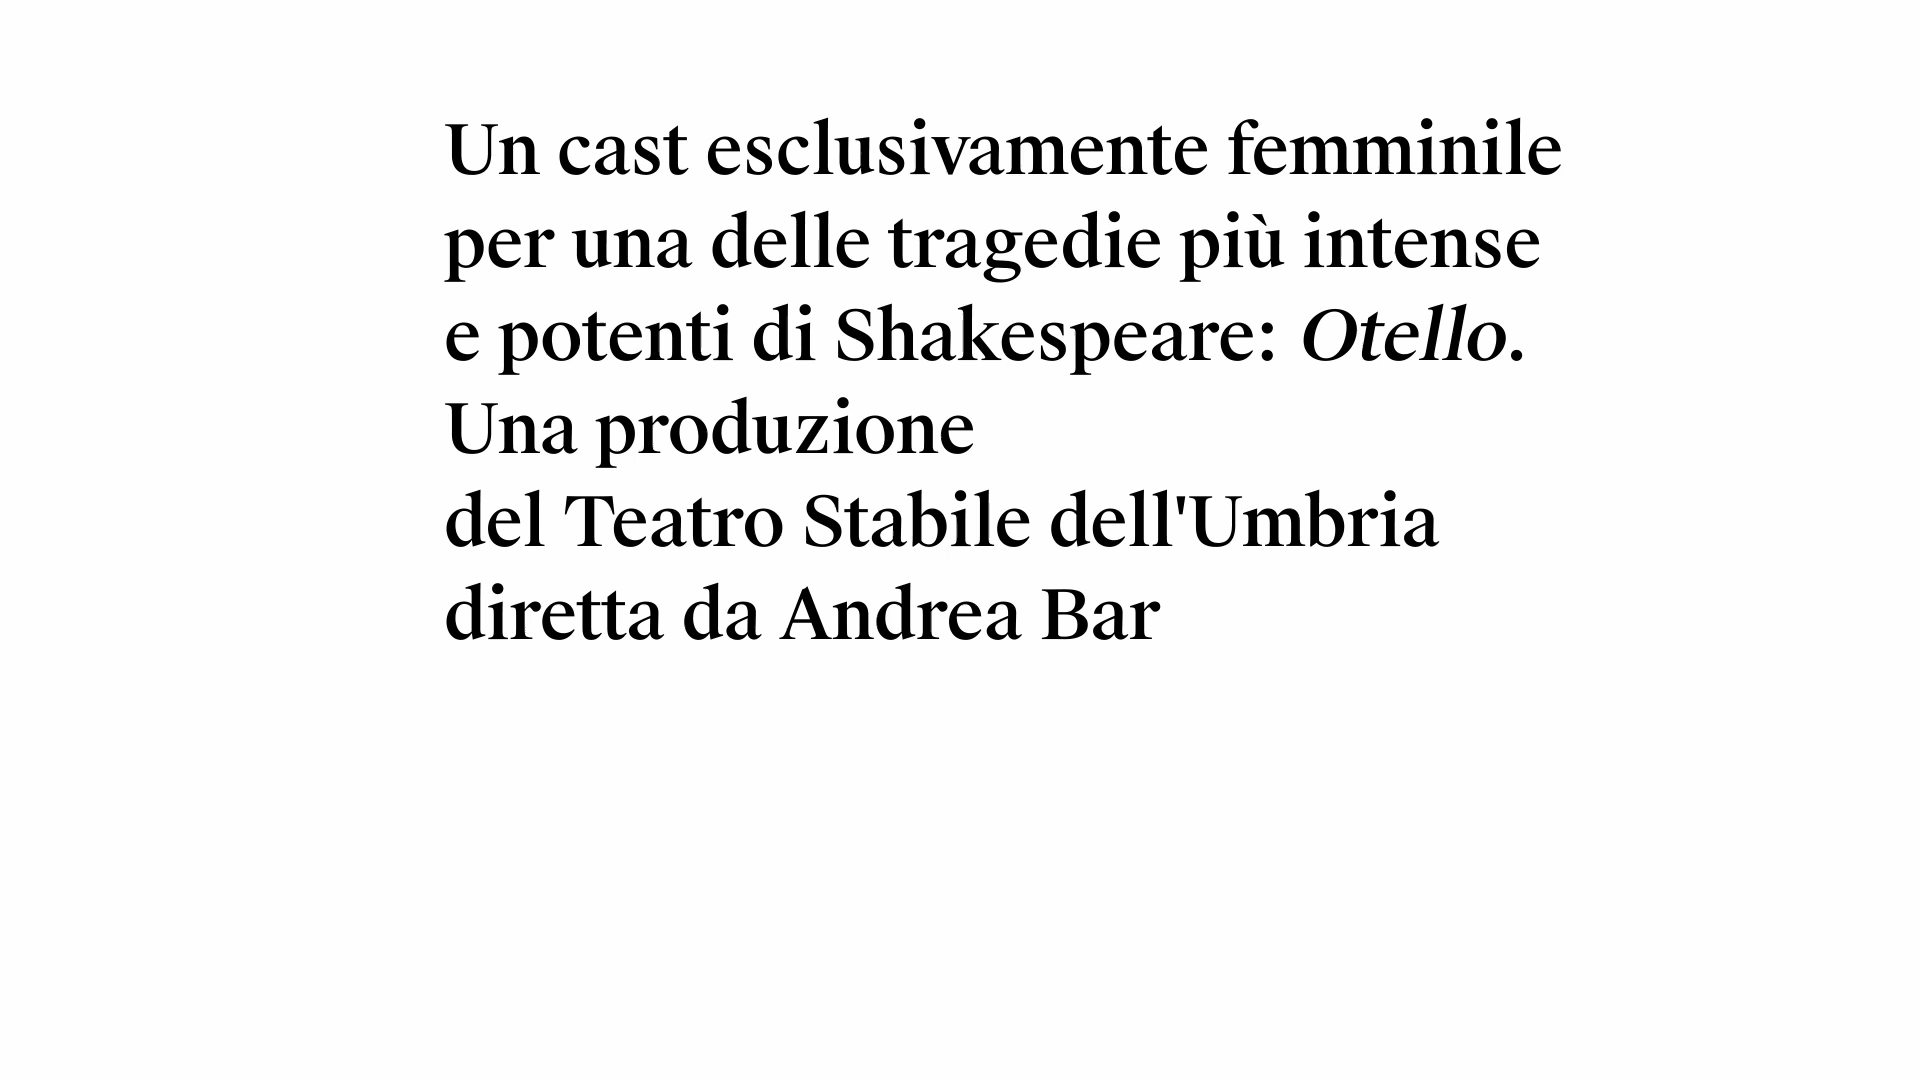 Un cast esclusivamente femminile
per una delle tragedie più intense
e potenti di Shakespeare: Otello.
Una produzione
del Teatro Stabile dell'Umbria
diretta da Andrea Bar